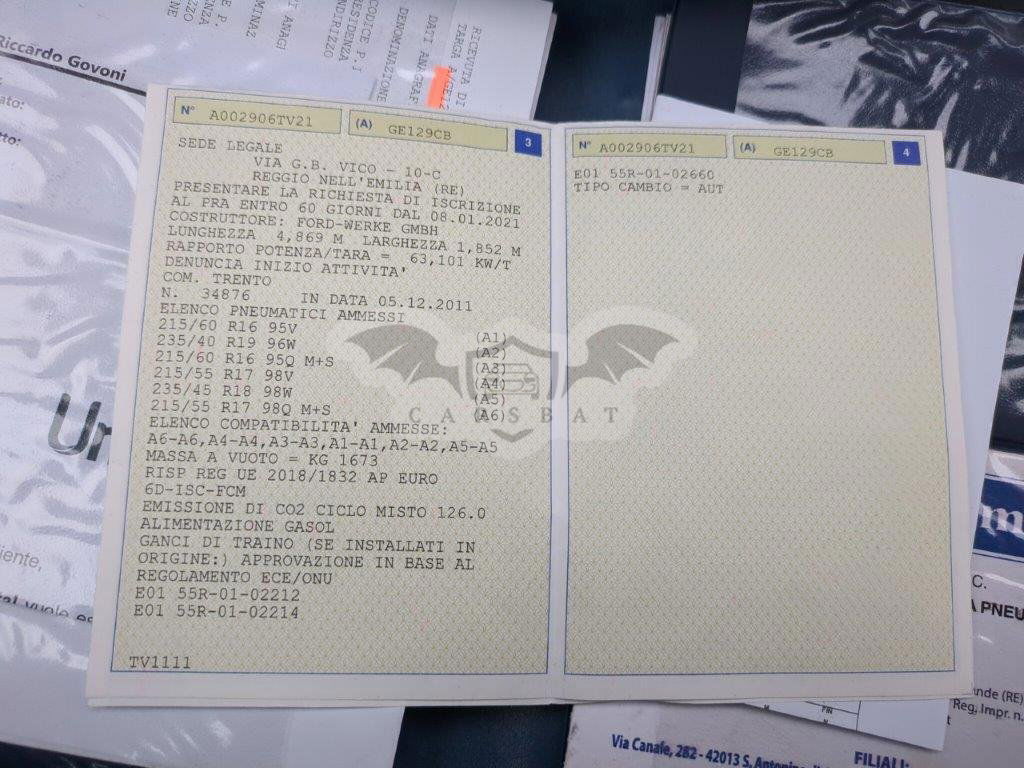 Riccardo Govoni
RICEVUTA DI
TARGA
DATI ANAGRAF
DENOMINAZIONE
CODICE P. I
RESIDENZA
INDIRIZZO
N° A002906TV21
(A) GE129CB
3
SEDE LEGALE
VIA G.B. VICO - 10-C
REGGIO NELL'EMILIA (RE)
PRESENTARE LA RICHIESTA DI ISCRIZIONE
AL PRA ENTRO 60 GIORNI DAL 08.01.2021
COSTRUTTORE: FORD-WERKE GMBH
LUNGHEZZA 4,869 M LARGHEZZA 1,852 M
RAPPORTO POTENZA/TARA = 63,101 KW/T
DENUNCIA INIZIO ATTIVITA'
COM. TRENTO
N. 34876 IN DATA 05.12.2011
ELENCO PNEUMATICI AMMESSI
215/60 R16 95V (A1)
235/40 R19 96W (A2)
215/60 R16 95Q M+S (A3)
215/55 R17 98V (A4)
235/45 R18 98W (A5)
215/55 R17 98Q M+S (A6)
ELENCO COMPATIBILITA' AMMESSE:
A6-A6,A4-A4,A3-A3,A1-A1,A2-A2,A5-A5
MASSA A VUOTO = KG 1673
RISP REG UE 2018/1832 AP EURO
6D-ISC-FCM
EMISSIONE DI CO2 CICLO MISTO 126.0
ALIMENTAZIONE GASOL
GANCI DI TRAINO (SE INSTALLATI IN
ORIGINE:) APPROVAZIONE IN BASE AL
REGOLAMENTO ECE/ONU
E01 55R-01-02212
E01 55R-01-02214
TV1111
N° A002906TV21
(A) GE129CB
4
E01 55R-01-02660
TIPO CAMBIO = AUT
CARSBAT
Via Canale, 282 - 42013 S.
FILIALI: